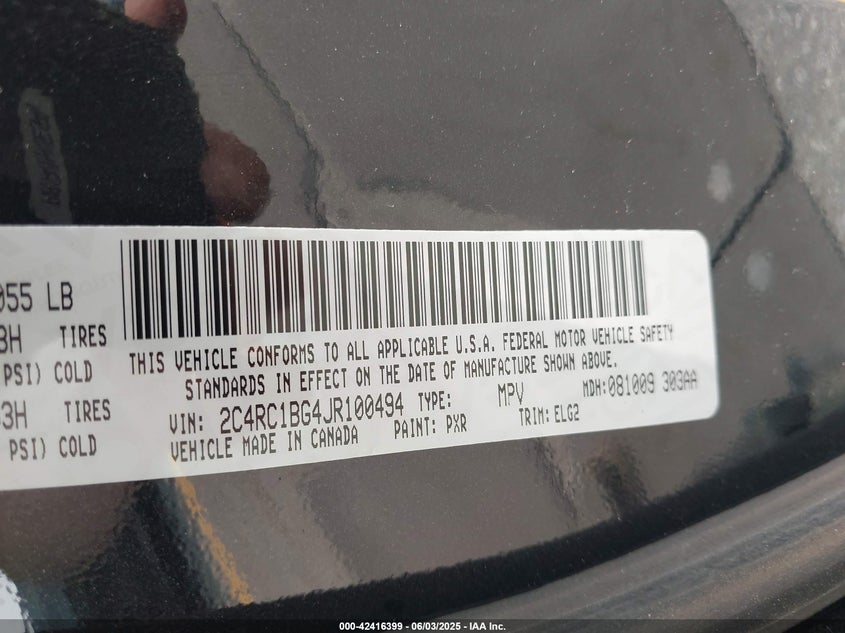 055 LB
3H TIRES
PSI) COLD
33H TIRES
PSI) COLD
THIS VEHICLE CONFORMS TO ALL APPLICABLE U.S.A. FEDERAL MOTOR VEHICLE SAFETY
STANDARDS IN EFFECT ON THE DATE OF MANUFACTURE SHOWN ABOVE.
VIN: 2C4RC1BG4JR100494 TYPE: MPV MDH:081009 303AA
VEHICLE MADE IN CANADA PAINT: PXR TRIM: ELG2
000-42416399 - 06/03/2025 - IAA Inc.